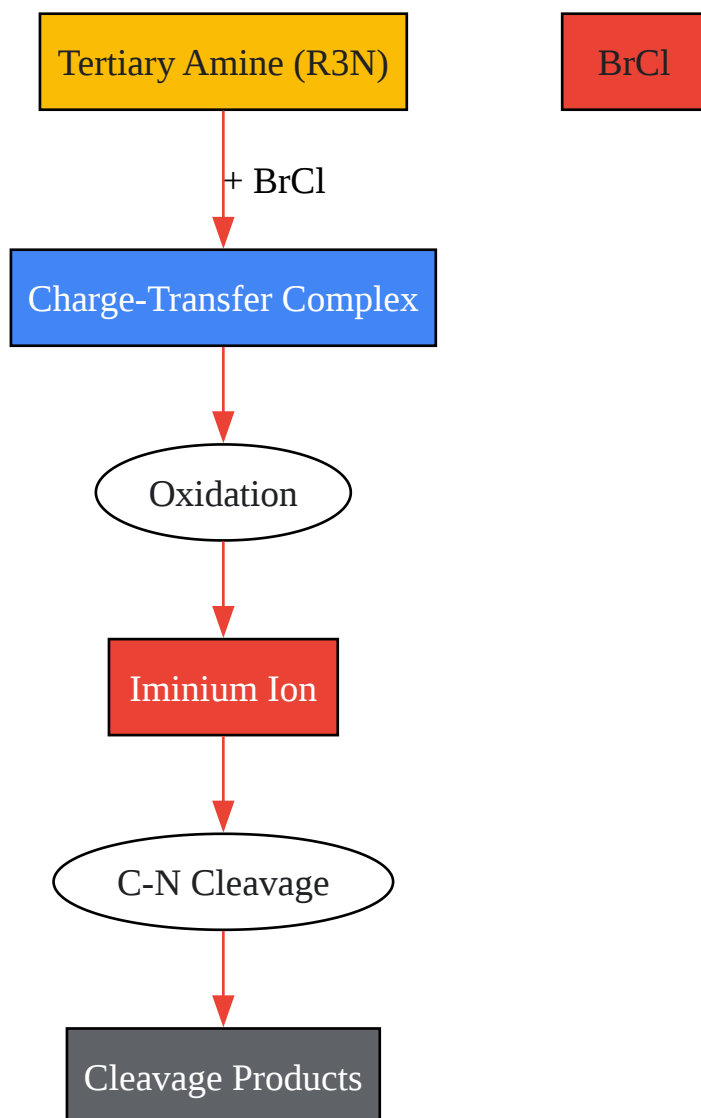 Tertiary Amine (R3N)
BrCl
+ BrCl
Charge-Transfer Complex
Oxidation
Iminium Ion
C-N Cleavage
Cleavage Products